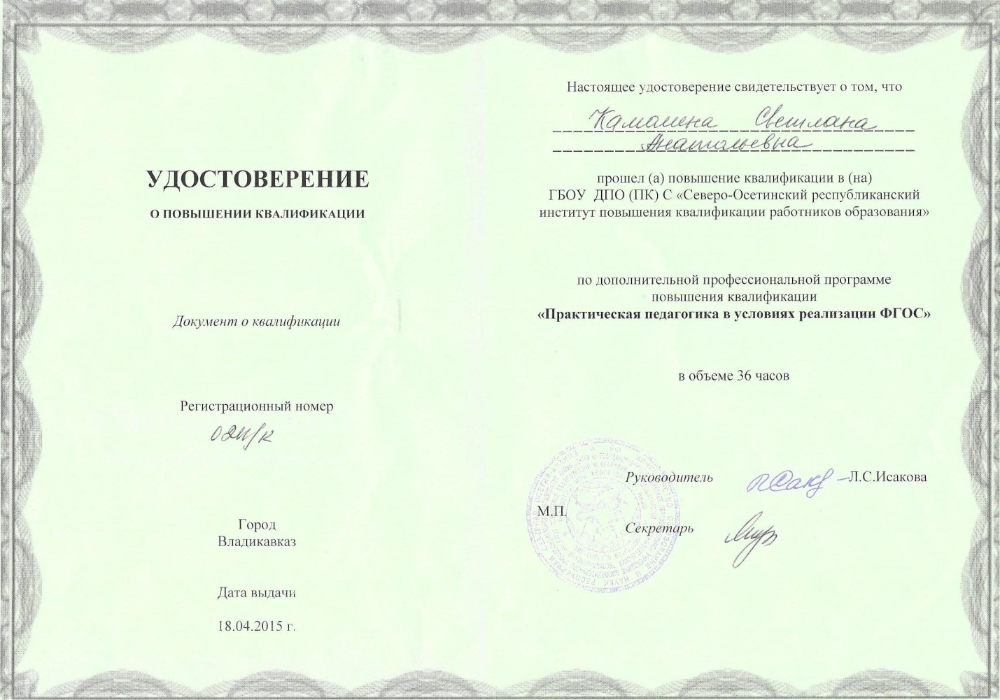 УДОСТОВЕРЕНИЕ
О ПОВЫШЕНИИ КВАЛИФИКАЦИИ
Документ о квалификации
Регистрационный номер
Город
Владикавказ
Дата выдачи
18.04.2015 г.
Настоящее удостоверение свидетельствует о том, что
Светлана
Анатольевна
прошел (а) повышение квалификации в (на)
ГБОУ ДПО (ПК) С «Северо-Осетинский республиканский
институт повышения квалификации работников образования»
по дополнительной профессиональной программе
повышения квалификации
«Практическая педагогика в условиях реализации ФГОС»
в объеме 36 часов
Руководитель Л.С.Исакова
М.П.
Секретарь